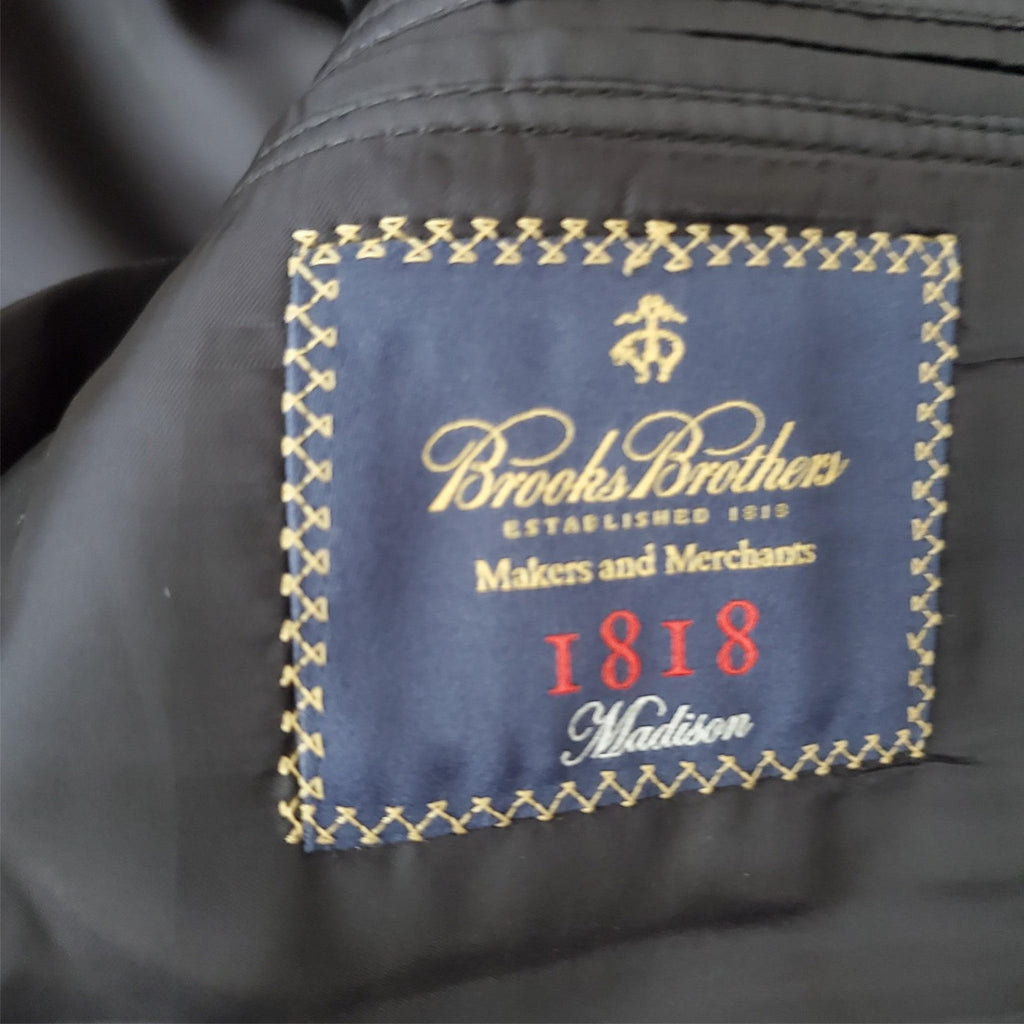 Brooks Brothers
ESTABLISHED 1818
Makers and Merchants
1818
Madison